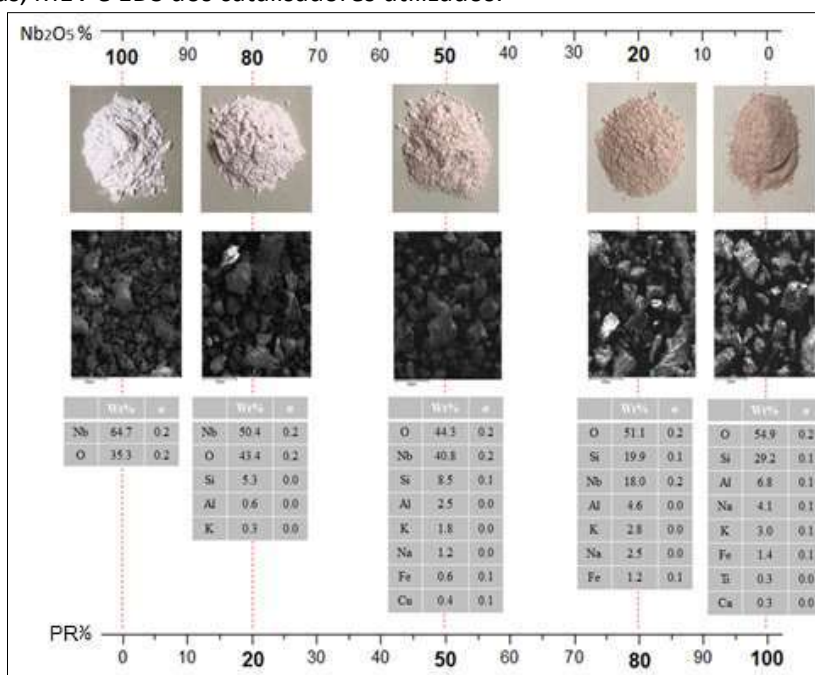 MEV e EDS dos catalisadores utilizados.
Nb2O5 %
100 90 80 70 60 50 40 30 20 10 0
Wt% σ
Nb 64.7 0.2
O 35.3 0.2
Wt% σ
Nb 50.4 0.2
O 43.4 0.2
Si 5.3 0.0
Al 0.6 0.0
K 0.3 0.0
Wt% σ
O 44.3 0.2
Nb 40.8 0.2
Si 8.5 0.1
Al 2.5 0.0
K 1.8 0.0
Na 1.2 0.0
Fe 0.6 0.1
Cu 0.4 0.1
Wt% σ
O 51.1 0.2
Si 19.9 0.1
Nb 18.0 0.2
Al 4.6 0.0
K 2.8 0.0
Na 2.5 0.0
Fe 1.2 0.1
Wt% σ
O 54.9 0.2
Si 29.2 0.1
Al 6.8 0.1
Na 4.1 0.1
K 3.0 0.1
Fe 1.4 0.1
Ti 0.3 0.0
Ca 0.3 0.0
PR%
0 10 20 30 40 50 60 70 80 90 100